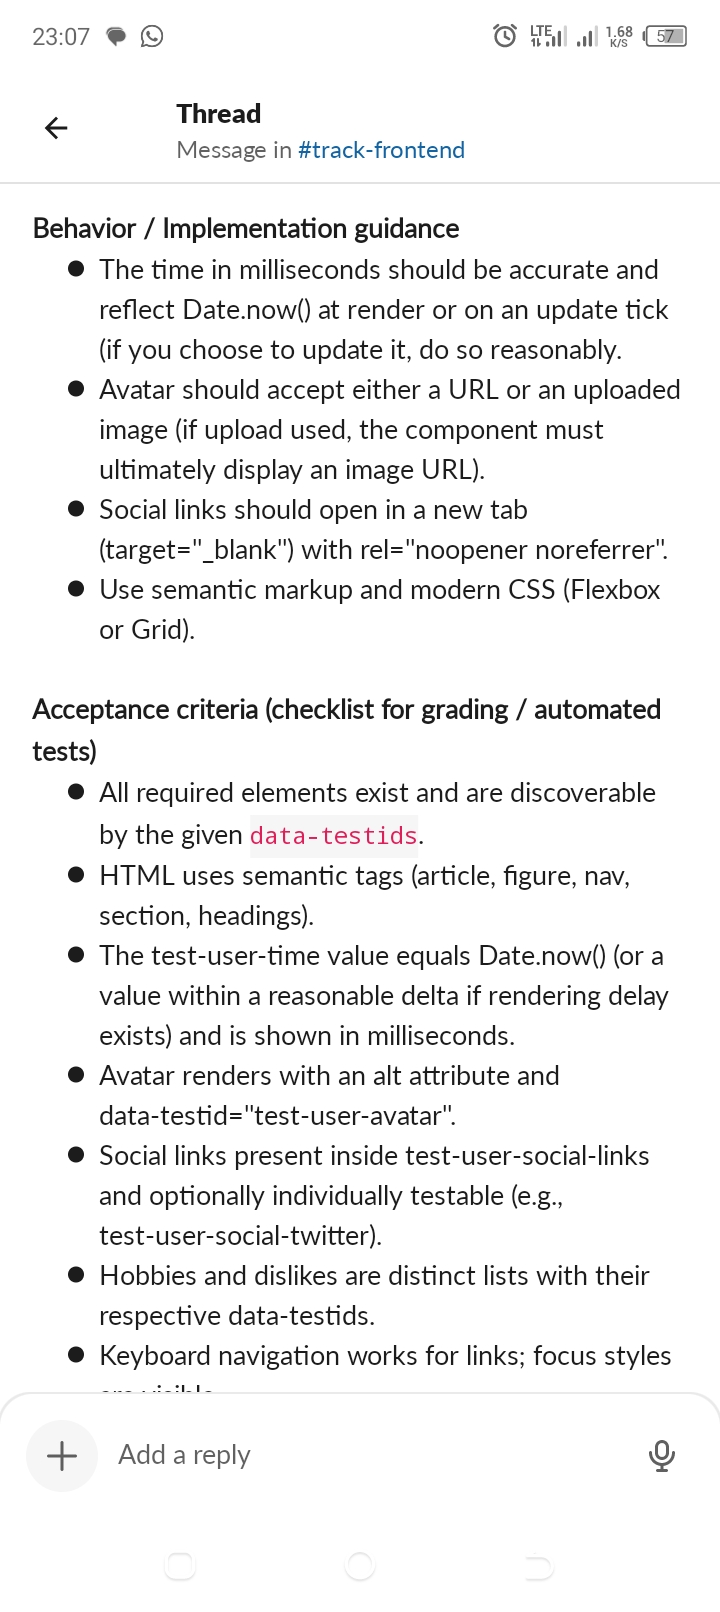 23:07
LTE
1.68
K/S
57
Thread
Message in #track-frontend
Behavior / Implementation guidance
● The time in milliseconds should be accurate and
reflect Date.now() at render or on an update tick
(if you choose to update it, do so reasonably.
● Avatar should accept either a URL or an uploaded
image (if upload used, the component must
ultimately display an image URL).
● Social links should open in a new tab
(target="_blank") with rel="noopener noreferrer".
● Use semantic markup and modern CSS (Flexbox
or Grid).
Acceptance criteria (checklist for grading / automated
tests)
● All required elements exist and are discoverable
by the given data-testids.
● HTML uses semantic tags (article, figure, nav,
section, headings).
● The test-user-time value equals Date.now() (or a
value within a reasonable delta if rendering delay
exists) and is shown in milliseconds.
● Avatar renders with an alt attribute and
data-testid="test-user-avatar".
● Social links present inside test-user-social-links
and optionally individually testable (e.g.,
test-user-social-twitter).
● Hobbies and dislikes are distinct lists with their
respective data-testids.
● Keyboard navigation works for links; focus styles
Add a reply